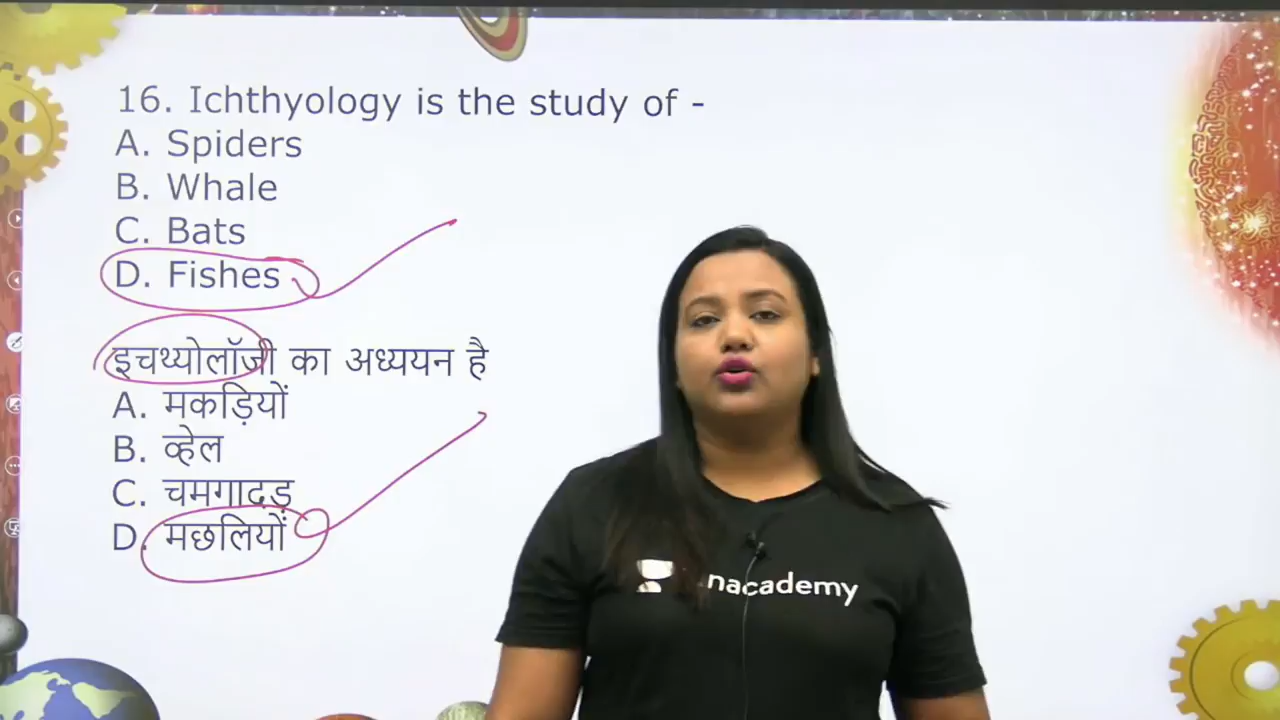 16. Ichthyology is the study of -
A. Spiders
B. Whale
C. Bats
D. Fishes
इचथ्योलॉजी का अध्ययन है
A. मकड़ियों
B. व्हेल
C. चमगादड़
D. मछलियों
nacademy